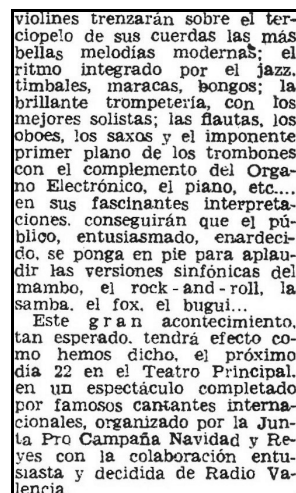 violines trenzarán sobre el ter-
ciopelo de sus cuerdas las más
bellas melodías modernas; el
ritmo integrado por el jazz.
timbales, maracas, bongos; la
brillante trompetería, con los
mejores solistas; las flautas, los
oboes, los saxos y el imponente
primer plano de los trombones
con el complemento del Orga-
no Electrónico, el piano, etc....
en sus fascinantes interpreta-
ciones. conseguirán que el pú-
blico, entusiasmado, enardeci-
do, se ponga en pie para aplau-
dir las versiones sinfónicas del
mambo, el rock-and-roll, la
samba. el fox, el bugui...
Este gran acontecimiento.
tan esperado. tendrá efecto co-
mo hemos dicho, el próximo
día 22 en el Teatro Principal.
en un espectáculo completado
por famosos cantantes interna-
cionales, organizado por la Jun-
ta Pro Campaña Navidad y Re-
yes con la colaboración entu-
siasta y decidida de Radio Va-
lencia